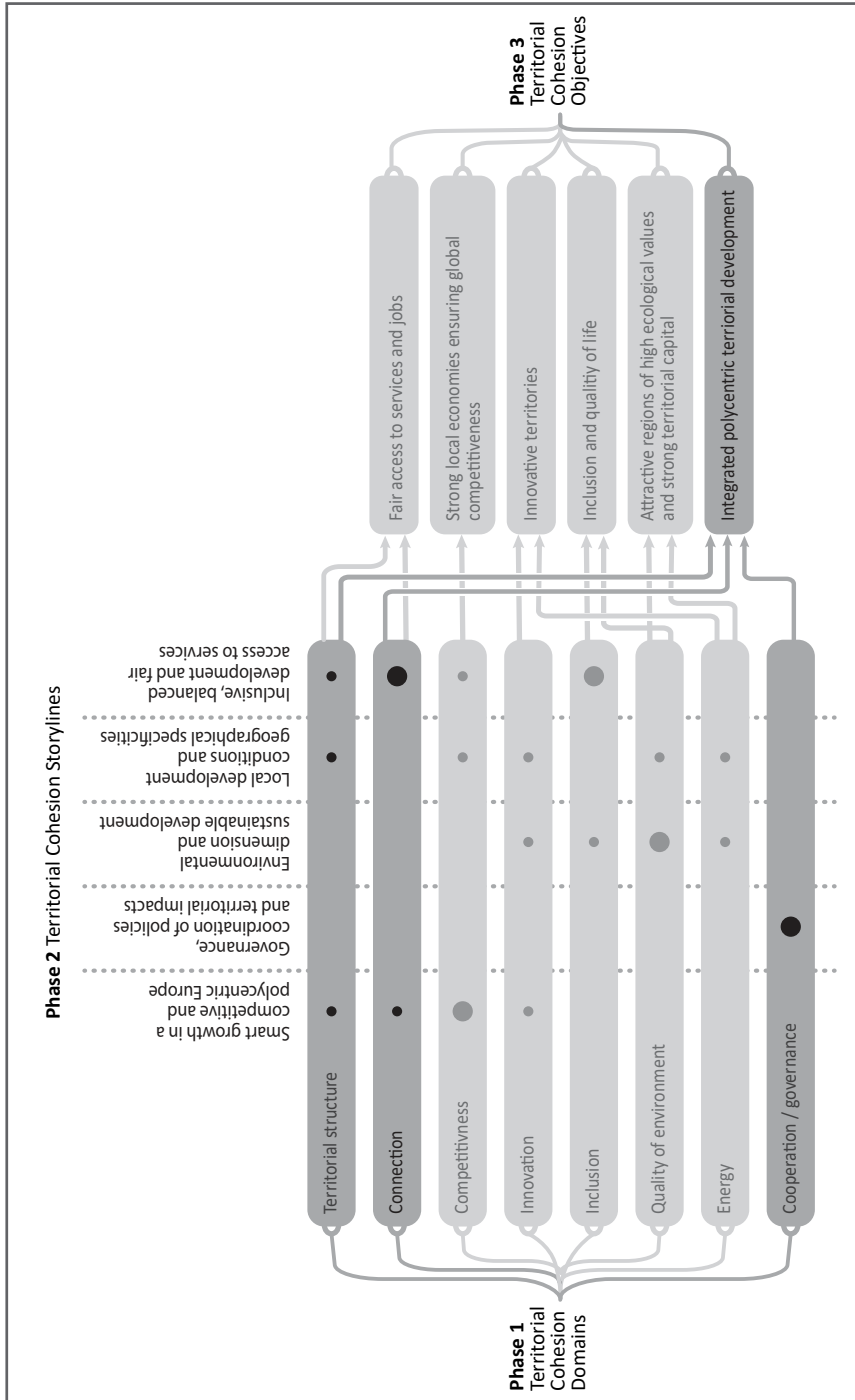 Phase 2 Territorial Cohesion Storylines
Smart growth in a
competitive and
polycentric Europe
Governance,
coordination of policies
and territorial impacts
Environmental
dimension and
sustainable development
Local development
conditions and
geographical specificities
Inclusive, balanced
development and fair
access to services
Phase 1
Territorial
Cohesion
Domains
Territorial structure
Connection
Competitivness
Innovation
Inclusion
Quality of environment
Energy
Cooperation / governance
Phase 3
Territorial
Cohesion
Objectives
Fair access to services and jobs
Strong local economies ensuring global
competitiveness
Innovative territories
Inclusion and qualitiy of life
Attractive regions of high ecological values
and strong territorial capital
Integrated polycentric terriorial development